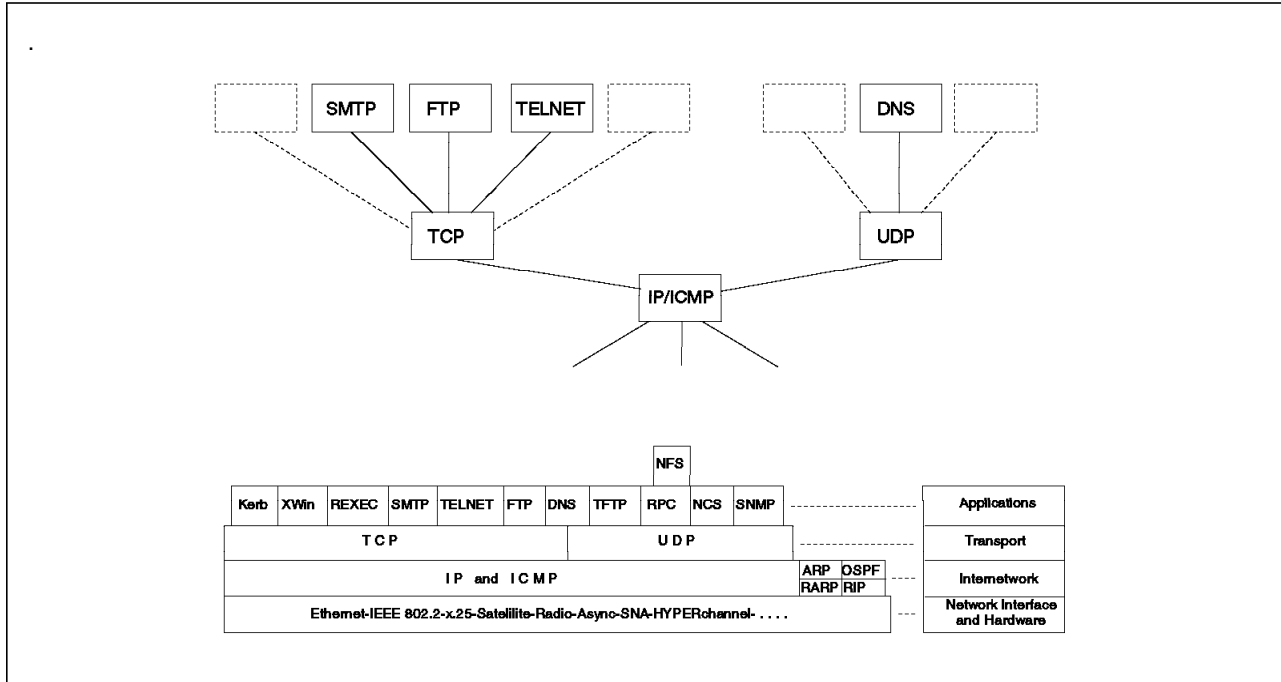 .
SMTP FTP TELNET DNS
TCP UDP
IP/ICMP
NFS
Kerb XWin REXEC SMTP TELNET FTP DNS TFTP RPC NCS SNMP Applications
TCP UDP Transport
IP and ICMP ARP OSPF Internetwork
RARP RIP
Ethernet-IEEE 802.2-x.25-Satelilite-Radio-Async-SNA-HYPERchannel- . . . . Network Interface
and Hardware